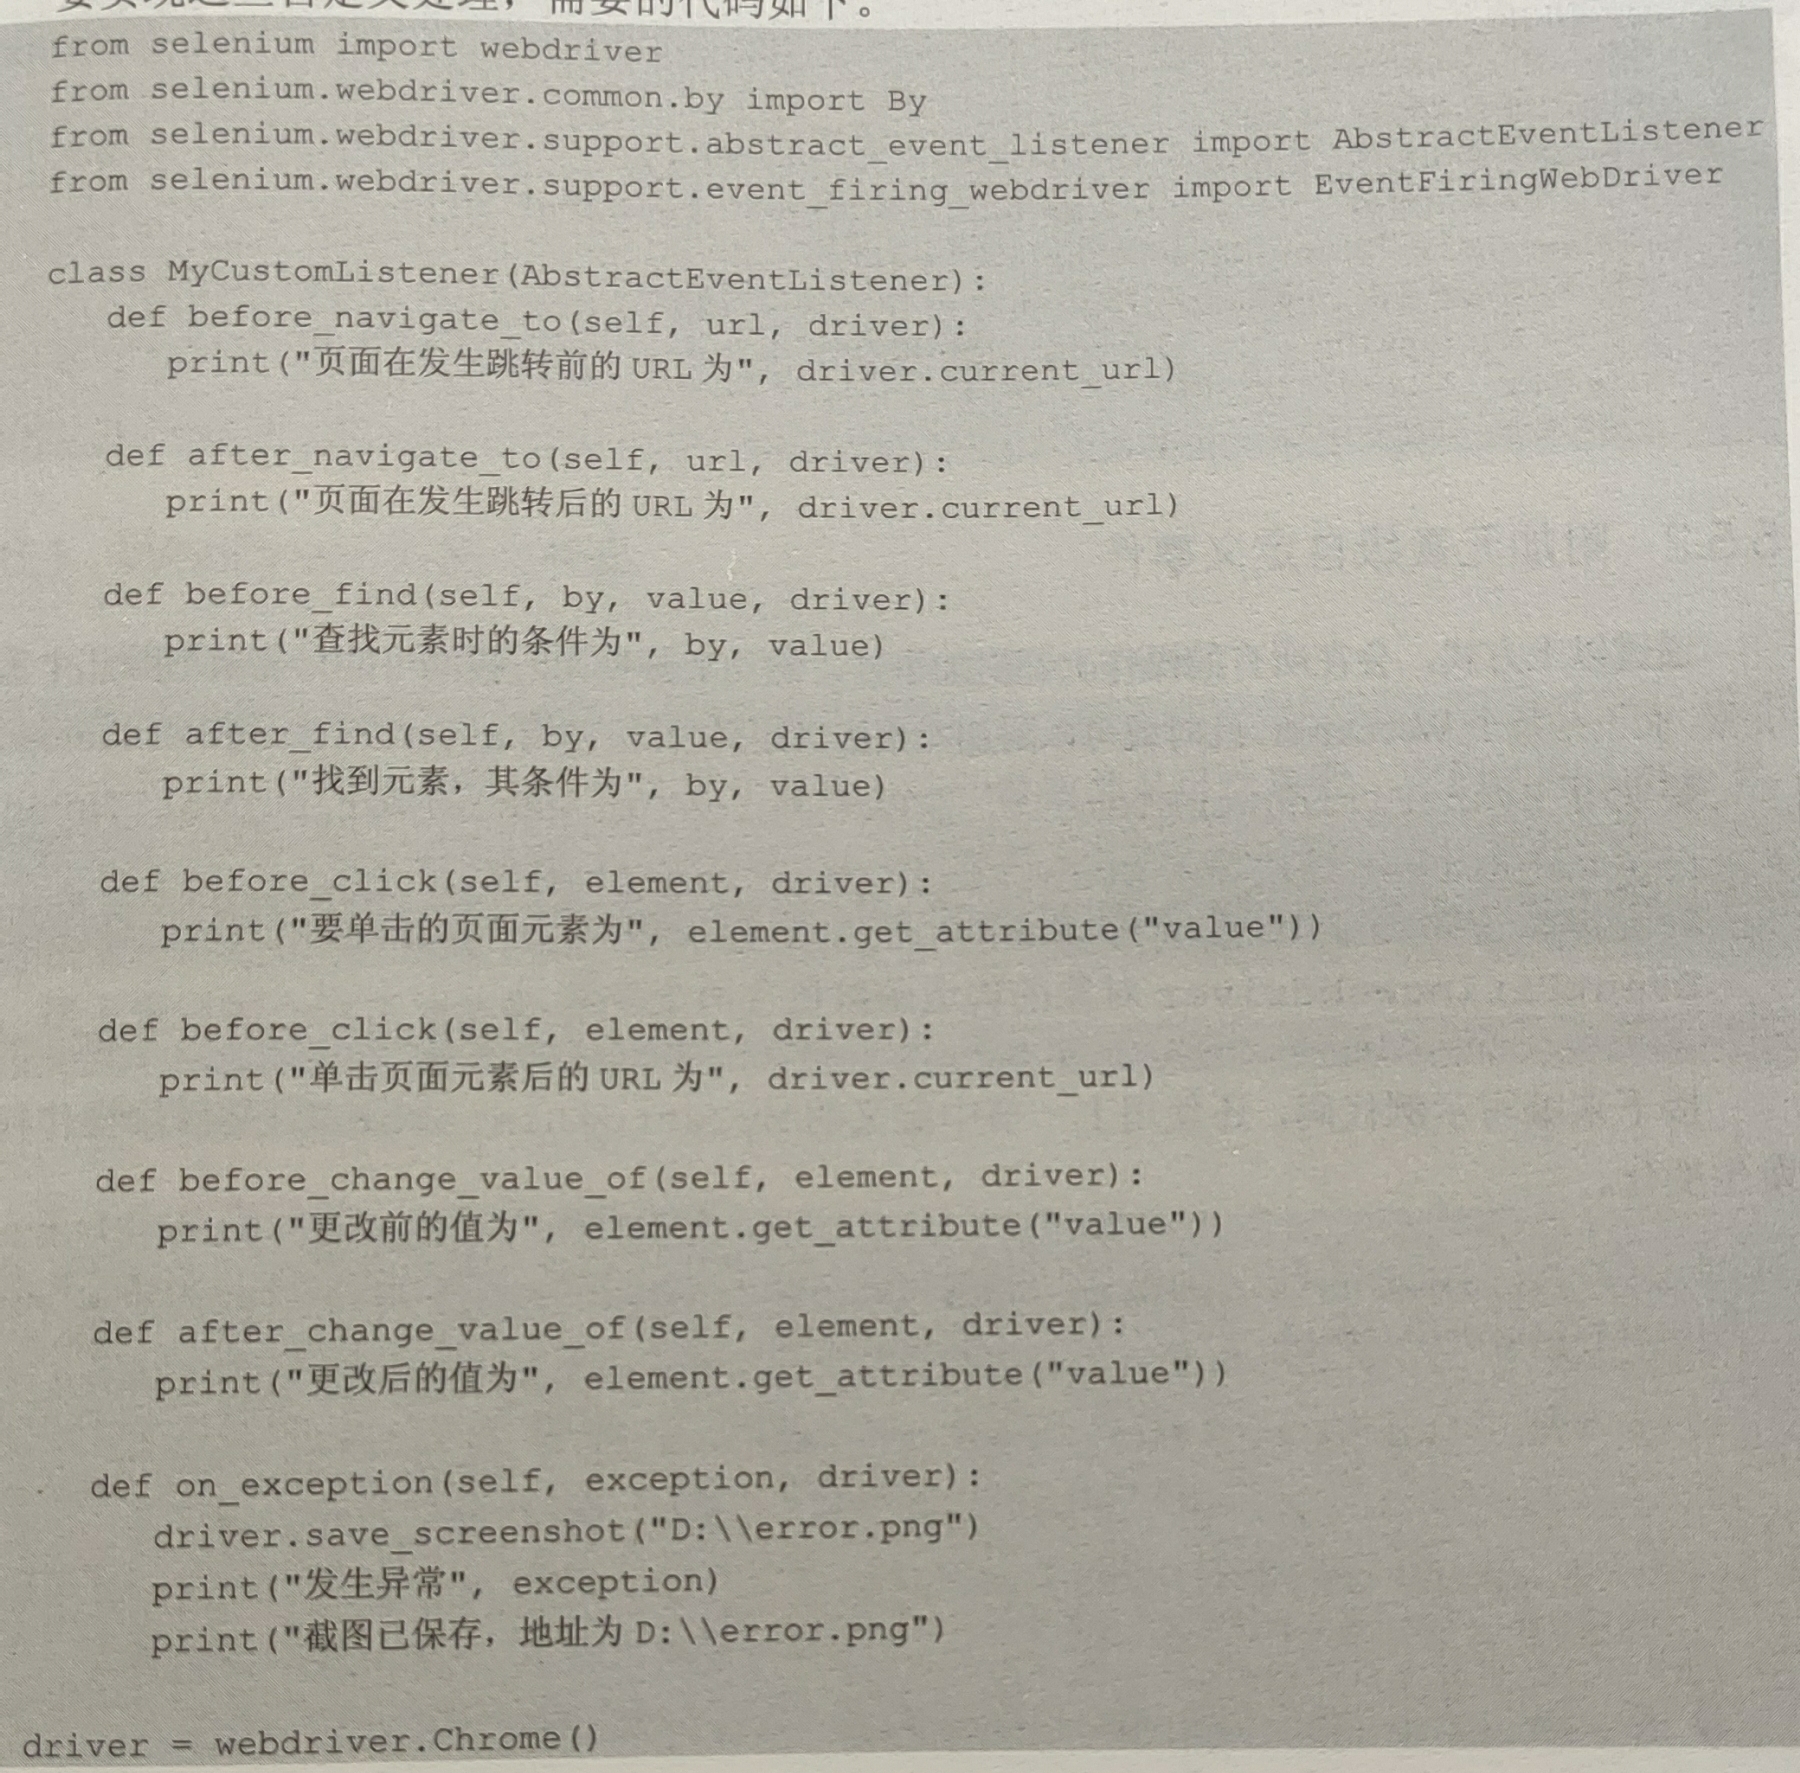 需要的代码如下。
from selenium import webdriver
from selenium.webdriver.common.by import By
from selenium.webdriver.support.abstract_event_listener import AbstractEventListener
from selenium.webdriver.support.event_firing_webdriver import EventFiringWebDriver
class MyCustomListener(AbstractEventListener):
def before_navigate_to(self, url, driver):
print("页面在发生跳转前的 URL 为", driver.current_url)
def after_navigate_to(self, url, driver):
print("页面在发生跳转后的 URL 为", driver.current_url)
def before_find(self, by, value, driver):
print("查找元素时的条件为", by, value)
def after_find(self, by, value, driver):
print("找到元素，其条件为", by, value)
def before_click(self, element, driver):
print("要单击的页面元素为", element.get_attribute("value"))
def before_click(self, element, driver):
print("单击页面元素后的 URL 为", driver.current_url)
def before_change_value_of(self, element, driver):
print("更改前的值为", element.get_attribute("value"))
def after_change_value_of(self, element, driver):
print("更改后的值为", element.get_attribute("value"))
def on_exception(self, exception, driver):
driver.save_screenshot("D:\\error.png")
print("发生异常", exception)
print("截图已保存，地址为 D:\\error.png")
driver = webdriver.Chrome()